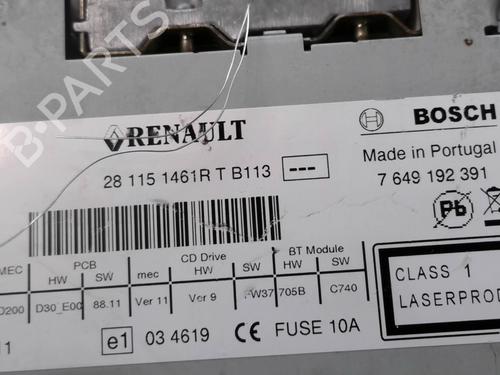 RENAULT
BOSCH
28 115 1461R T B113 ---
Made in Portugal
7 649 192 391
Pb
MEC PCB CD Drive BT Module
HW SW mec HW SW HW SW
D200 D30_E00 88.11 Ver 11 Ver 9 FW37 705B C740
CLASS 1
LASERPROD
11 e1 03 4619 CE FUSE 10A
B-PARTS